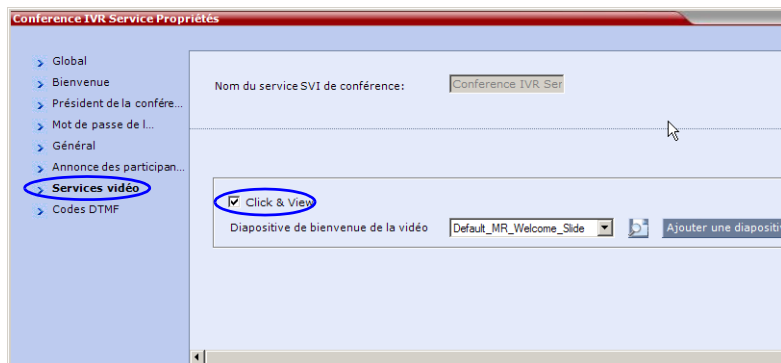 Conference IVR Service Propriétés
Global
Bienvenue
Président de la confére...
Mot de passe de l...
Général
Annonce des participan...
Services vidéo
Codes DTMF
Nom du service SVI de conférence: Conference IVR Ser
Click & View
Diapositive de bienvenue de la vidéo Default_MR_Welcome_Slide Ajouter une diapositi